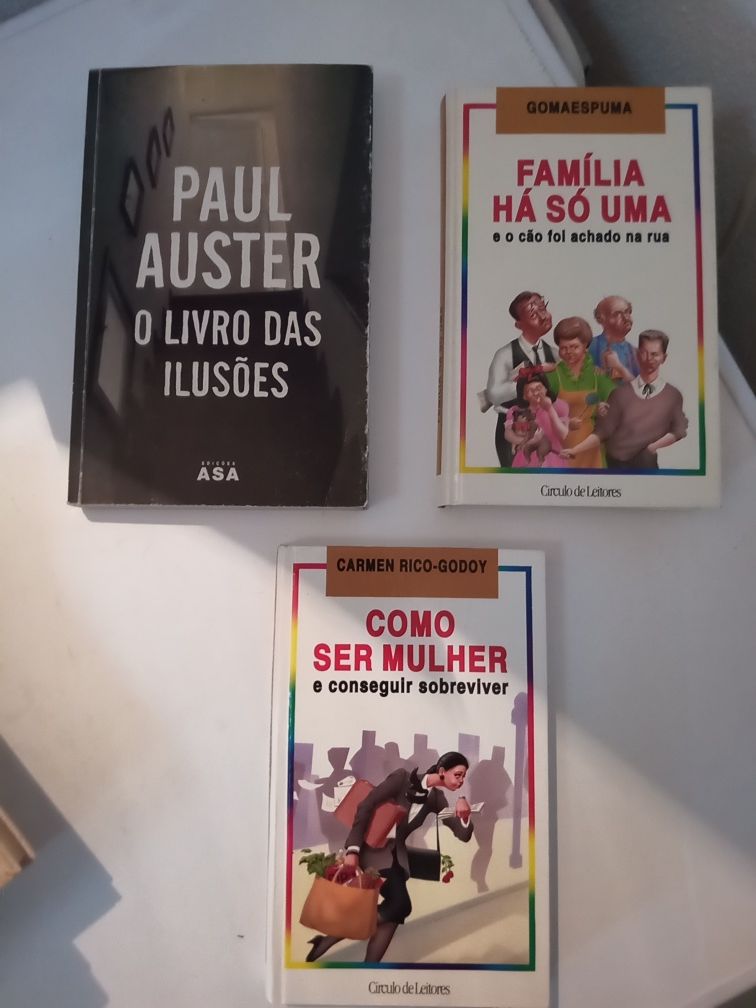 PAUL
AUSTER
O LIVRO DAS
ILUSÕES
EDIÇÕES
ASA
GOMAESPUMA
FAMÍLIA
HÁ SÓ UMA
e o cão foi achado na rua
Círculo de Leitores
CARMEN RICO-GODOY
COMO
SER MULHER
e conseguir sobreviver
Círculo de Leitores